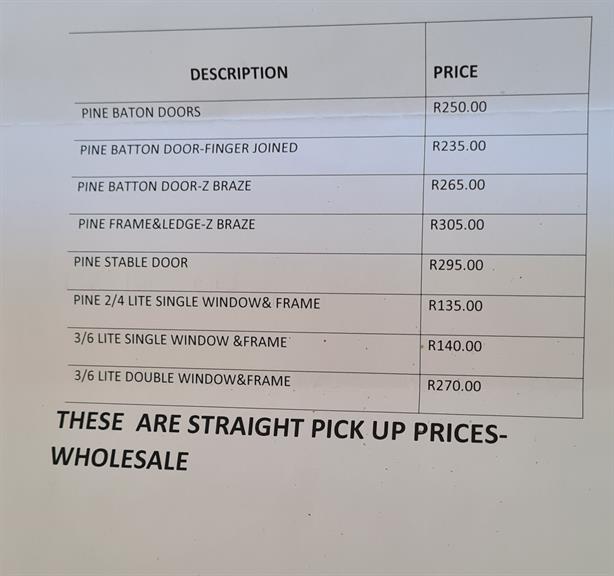 DESCRIPTION PRICE
PINE BATON DOORS R250.00
PINE BATTON DOOR-FINGER JOINED R235.00
PINE BATTON DOOR-Z BRAZE R265.00
PINE FRAME&LEDGE-Z BRAZE R305.00
PINE STABLE DOOR R295.00
PINE 2/4 LITE SINGLE WINDOW& FRAME R135.00
3/6 LITE SINGLE WINDOW &FRAME R140.00
3/6 LITE DOUBLE WINDOW&FRAME R270.00
THESE ARE STRAIGHT PICK UP PRICES-
WHOLESALE